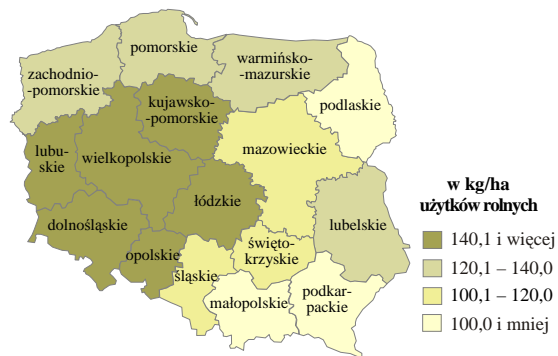 pomorskie
zachodnio-
-pomorskie
warmińsko-
mazurskie
podlaskie
kujawsko-
-pomorskie
mazowieckie
lubu-
skie
wielkopolskie
łódzkie
dolnośląskie
lubelskie
opolskie
święto-
krzyskie
śląskie
małopolskie
podkar-
packie
w kg/ha
użytków rolnych
140,1 i więcej
120,1 – 140,0
100,1 – 120,0
100,0 i mniej